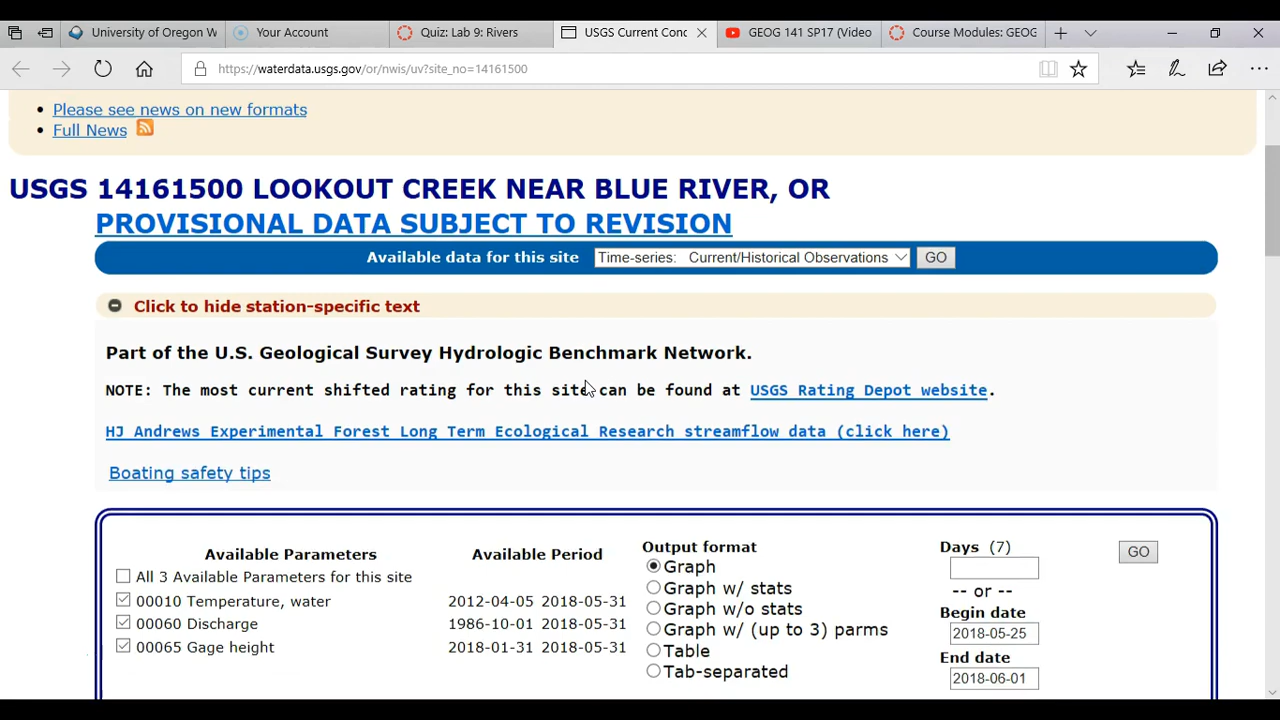 University of Oregon W
Your Account
Quiz: Lab 9: Rivers
USGS Current Conc
GEOG 141 SP17 (Video
Course Modules: GEOG
https://waterdata.usgs.gov/or/nwis/uv?site_no=14161500
Please see news on new formats
Full News
USGS 14161500 LOOKOUT CREEK NEAR BLUE RIVER, OR
PROVISIONAL DATA SUBJECT TO REVISION
Available data for this site Time-series: Current/Historical Observations GO
Click to hide station-specific text
Part of the U.S. Geological Survey Hydrologic Benchmark Network.
NOTE: The most current shifted rating for this site can be found at USGS Rating Depot website.
HJ Andrews Experimental Forest Long Term Ecological Research streamflow data (click here)
Boating safety tips
Available Parameters Available Period Output format Days (7) GO
All 3 Available Parameters for this site Graph
-- or --
00010 Temperature, water 2012-04-05 2018-05-31 Graph w/ stats
00060 Discharge 1986-10-01 2018-05-31 Graph w/o stats Begin date
00065 Gage height 2018-01-31 2018-05-31 Graph w/ (up to 3) parms 2018-05-25
Table End date
Tab-separated 2018-06-01